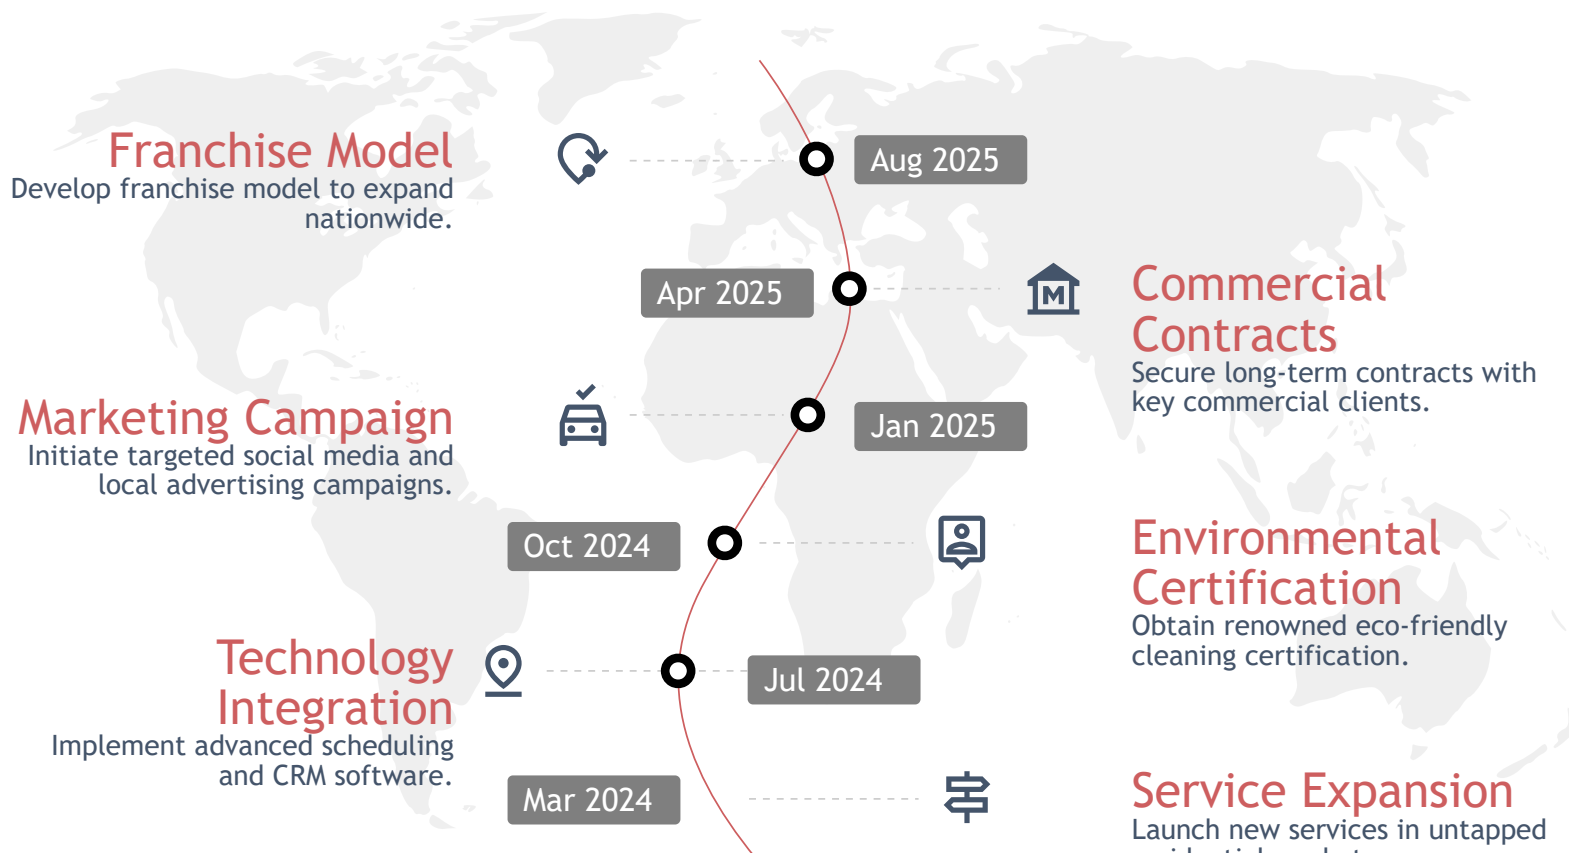 Franchise Model
Develop franchise model to expand
nationwide.
Aug 2025
Apr 2025
Commercial
Contracts
Secure long-term contracts with
key commercial clients.
Marketing Campaign
Initiate targeted social media and
local advertising campaigns.
Jan 2025
Oct 2024
Environmental
Certification
Obtain renowned eco-friendly
cleaning certification.
Technology
Integration
Implement advanced scheduling
and CRM software.
Jul 2024
Mar 2024
Service Expansion
Launch new services in untapped